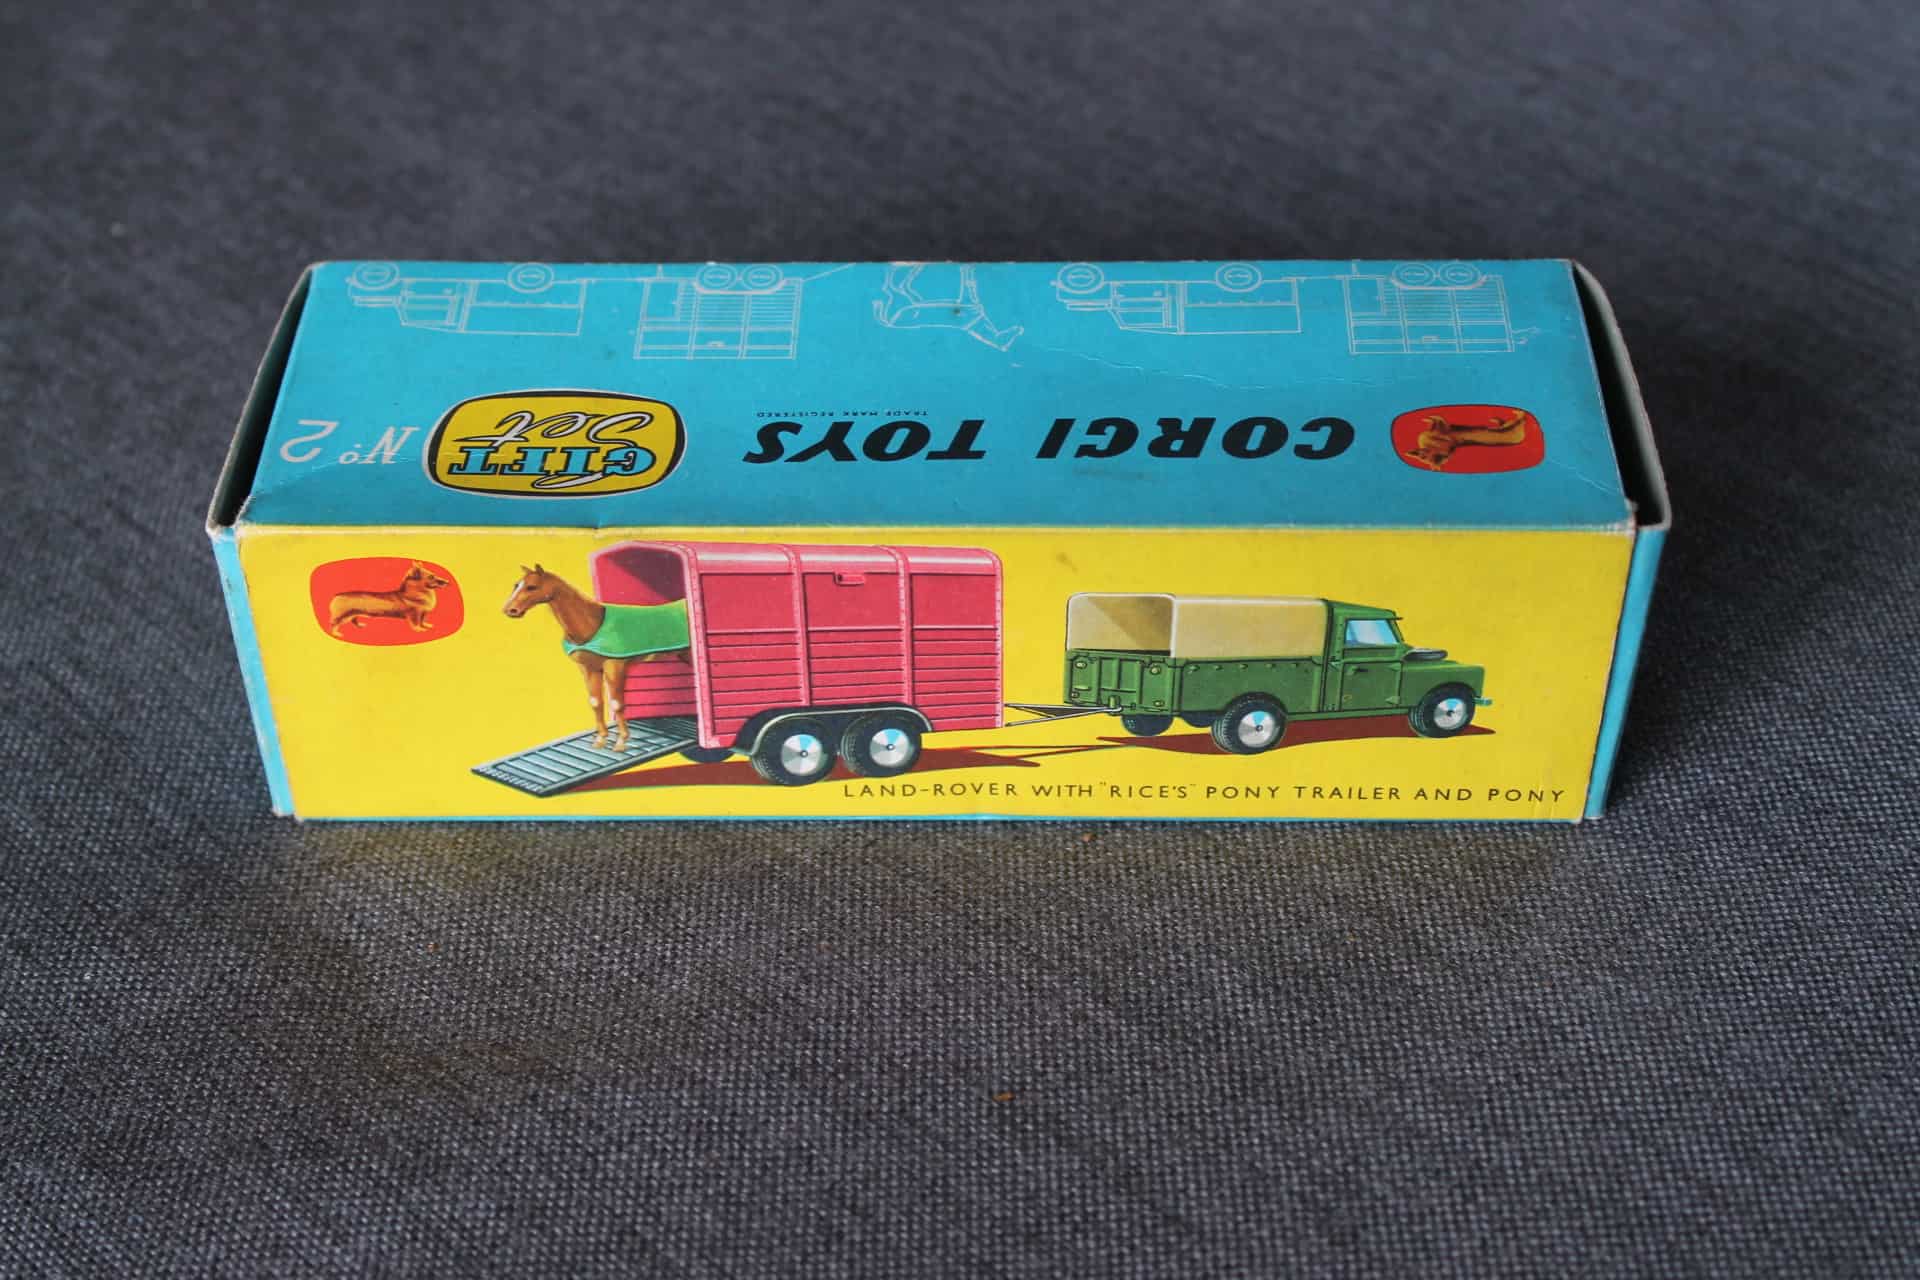 CORGI TOYS
TRADE MARK REGISTERED
GIFT
Set
No. 2
LAND-ROVER WITH "RICE'S" PONY TRAILER AND PONY